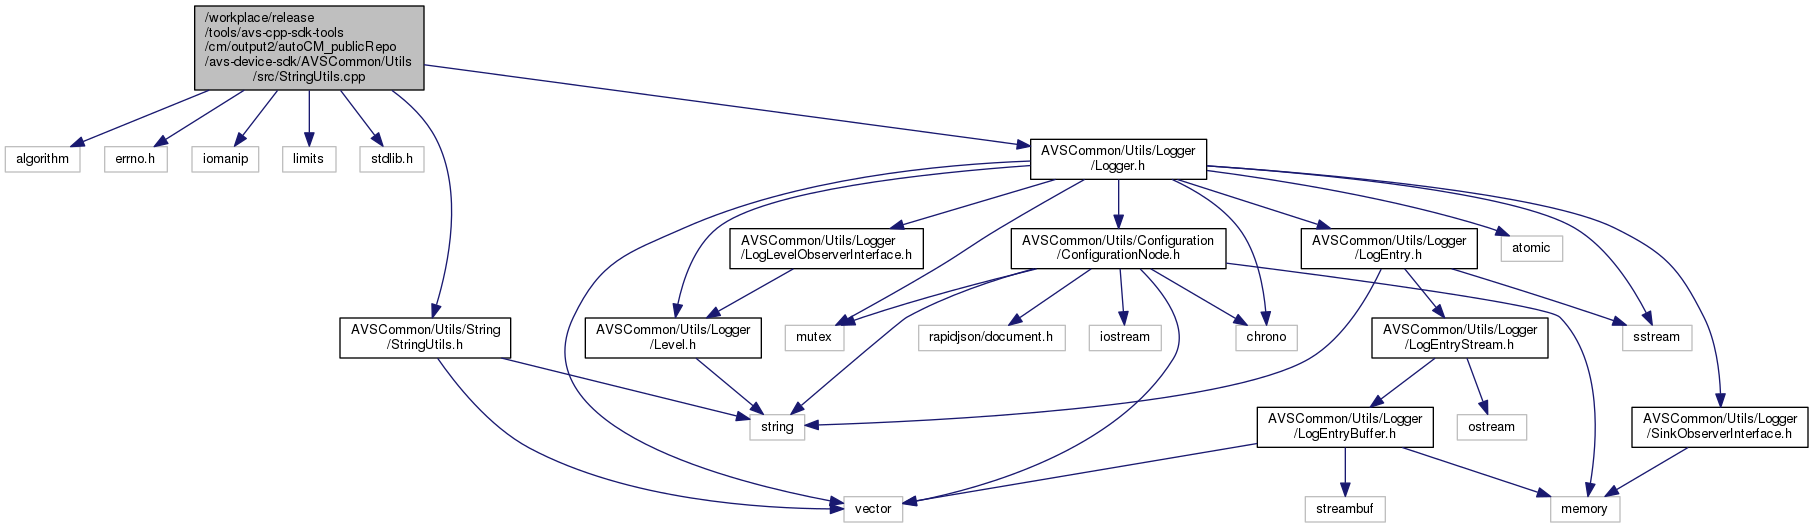 /workplace/release
/tools/avs-cpp-sdk-tools
/cm/output2/autoCM_publicRepo
/avs-device-sdk/AVSCommon/Utils
/src/StringUtils.cpp
algorithm
errno.h
iomanip
limits
stdlib.h
AVSCommon/Utils/Logger
/Logger.h
AVSCommon/Utils/Logger
/LogLevelObserverInterface.h
AVSCommon/Utils/Configuration
/ConfigurationNode.h
AVSCommon/Utils/Logger
/LogEntry.h
atomic
AVSCommon/Utils/String
/StringUtils.h
AVSCommon/Utils/Logger
/Level.h
mutex
rapidjson/document.h
iostream
chrono
AVSCommon/Utils/Logger
/LogEntryStream.h
sstream
string
AVSCommon/Utils/Logger
/LogEntryBuffer.h
ostream
AVSCommon/Utils/Logger
/SinkObserverInterface.h
vector
streambuf
memory